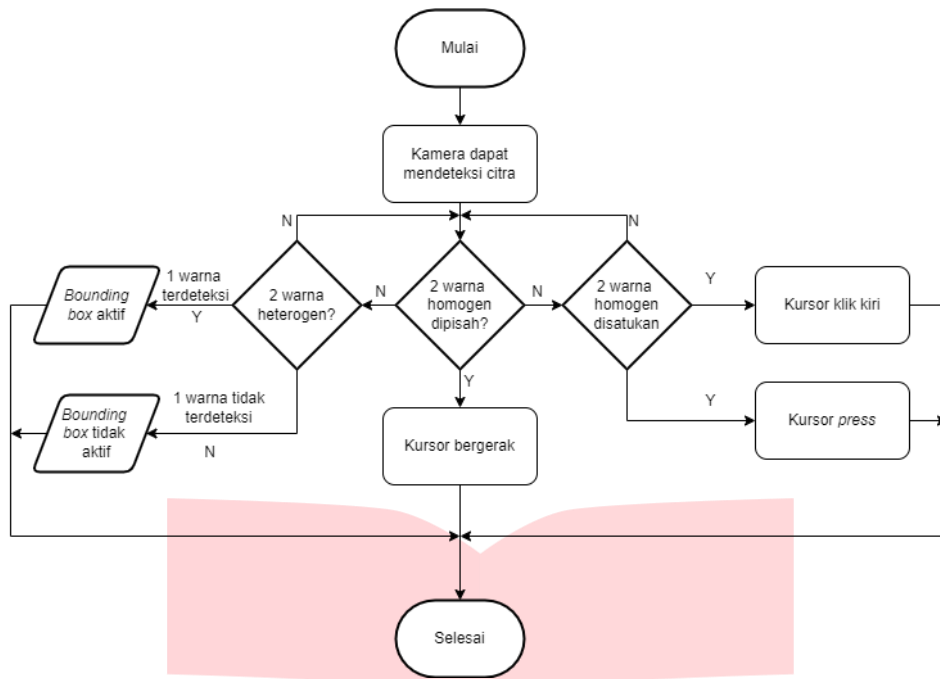 Mulai
Kamera dapat
mendeteksi citra
N
N
1 warna
terdeteksi
Y
Bounding
box aktif
2 warna
heterogen?
N
2 warna
homogen
dipisah?
N
2 warna
homogen
disatukan
Y
Kursor klik kiri
1 warna tidak
terdeteksi
N
Bounding
box tidak
aktif
Y
Kursor bergerak
Y
Kursor press
Selesai